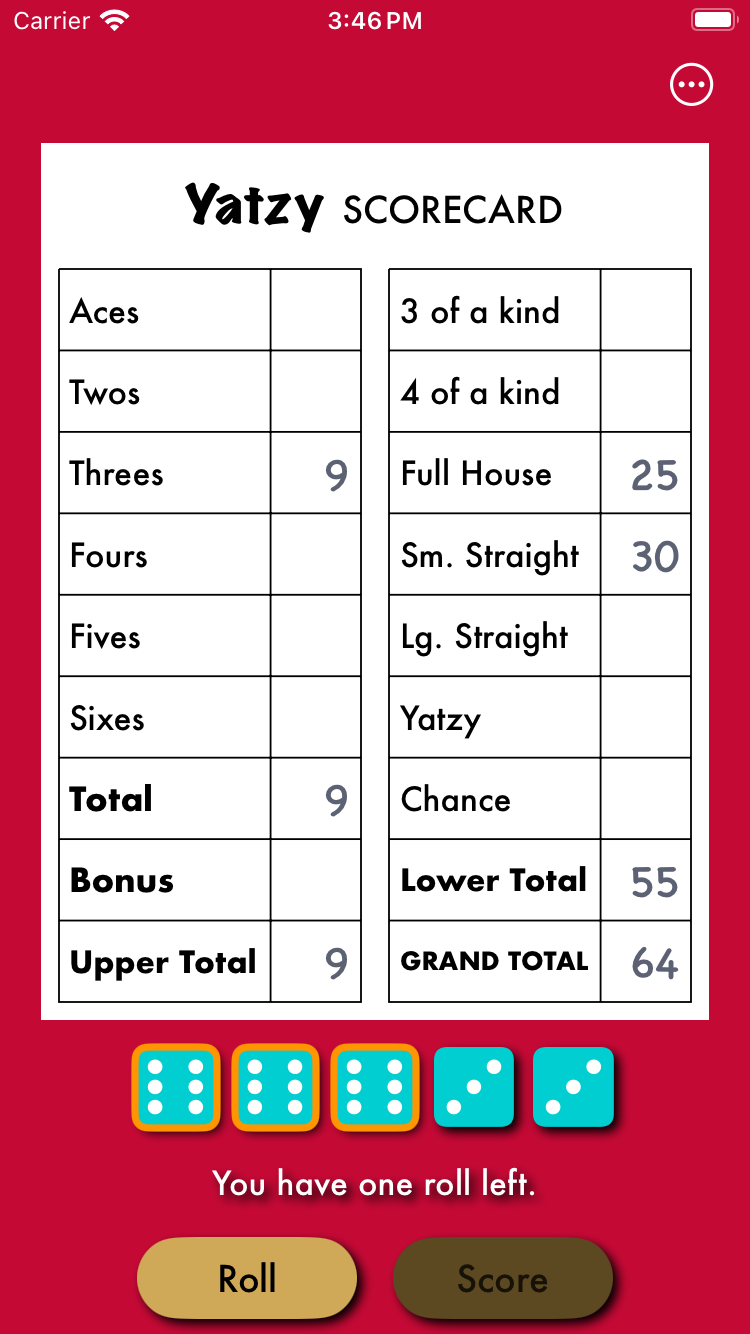 Carrier 3:46 PM
Yatzy SCORECARD
Aces
Twos
Threes 9
Fours
Fives
Sixes
Total 9
Bonus
Upper Total 9
3 of a kind
4 of a kind
Full House 25
Sm. Straight 30
Lg. Straight
Yatzy
Chance
Lower Total 55
GRAND TOTAL 64
You have one roll left.
Roll Score